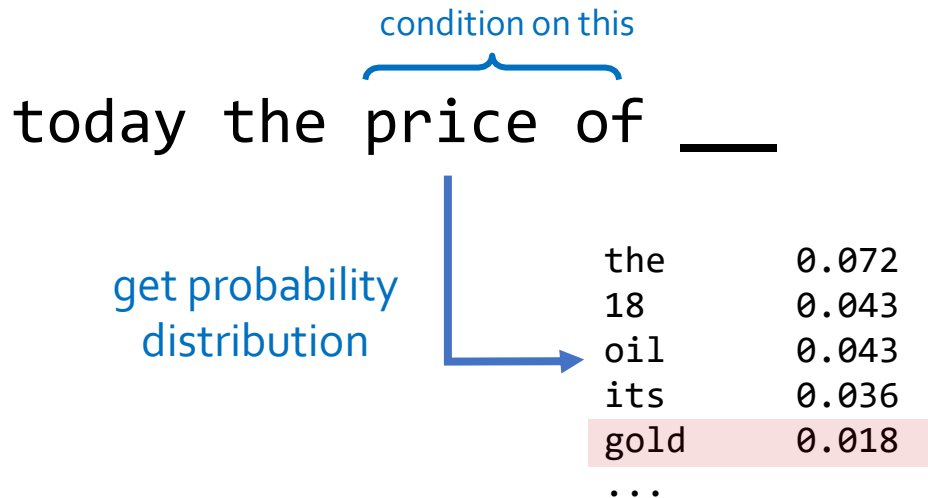 condition on this
today the price of ___
get probability
distribution
the 0.072
18 0.043
oil 0.043
its 0.036
gold 0.018
...